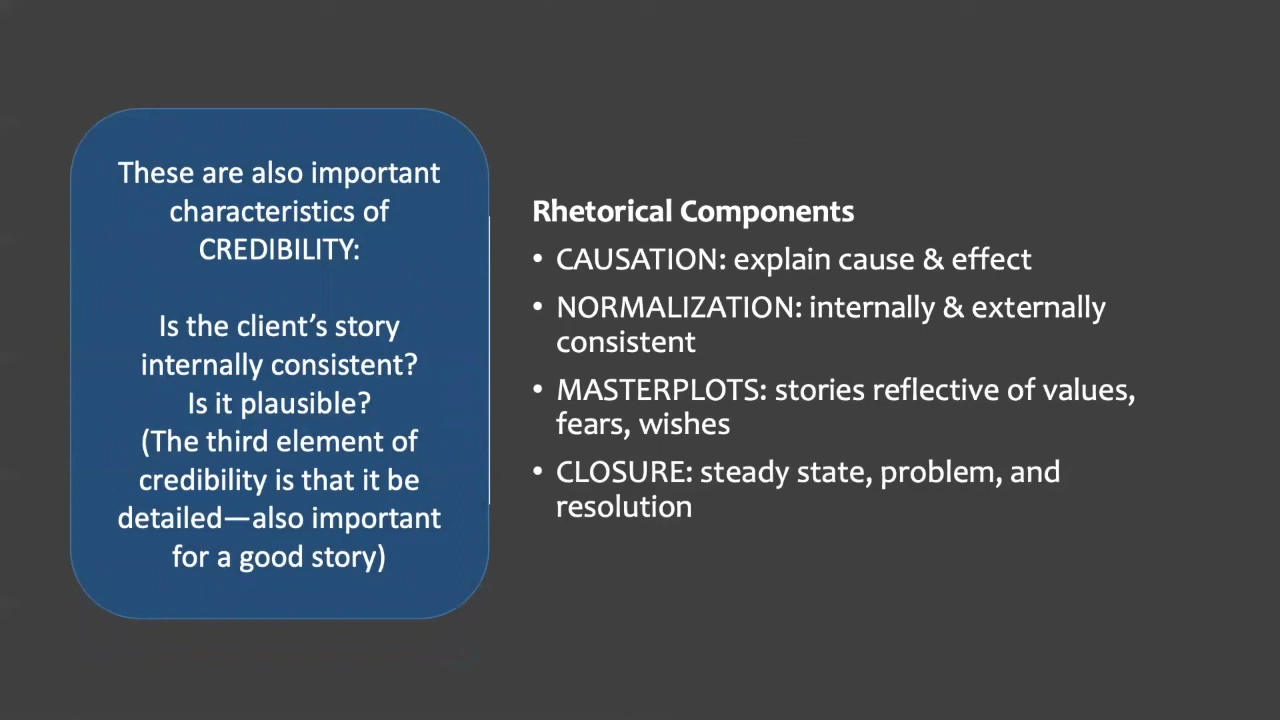 These are also important
characteristics of
CREDIBILITY:
Is the client’s story
internally consistent?
Is it plausible?
(The third element of
credibility is that it be
detailed—also important
for a good story)
Rhetorical Components
• CAUSATION: explain cause & effect
• NORMALIZATION: internally & externally
consistent
• MASTERPLOTS: stories reflective of values,
fears, wishes
• CLOSURE: steady state, problem, and
resolution